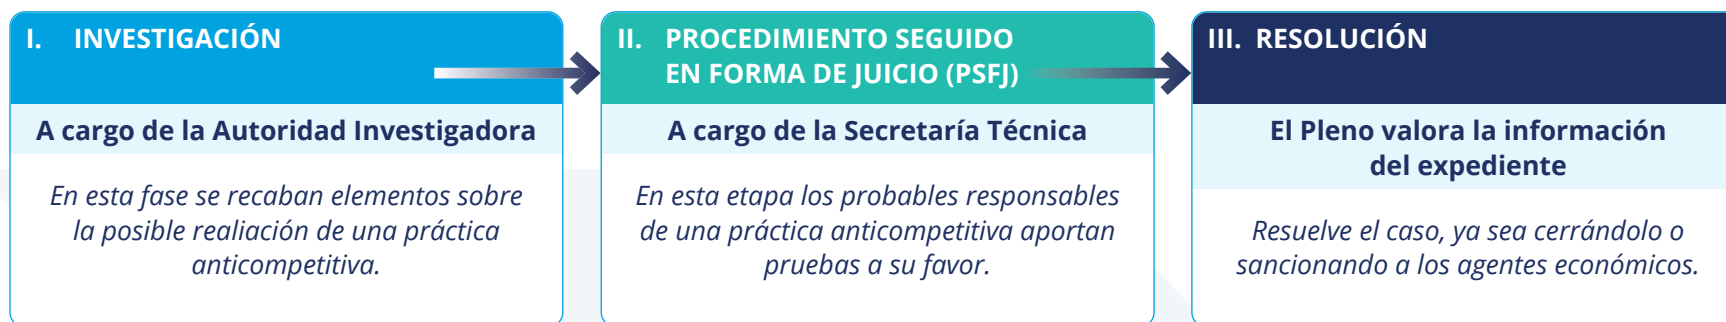 I. INVESTIGACIÓN
A cargo de la Autoridad Investigadora
En esta fase se recaban elementos sobre
la posible realiación de una práctica
anticompetitiva.
II. PROCEDIMIENTO SEGUIDO
EN FORMA DE JUICIO (PSFJ)
A cargo de la Secretaría Técnica
En esta etapa los probables responsables
de una práctica anticompetitiva aportan
pruebas a su favor.
III. RESOLUCIÓN
El Pleno valora la información
del expediente
Resuelve el caso, ya sea cerrándolo o
sancionando a los agentes económicos.